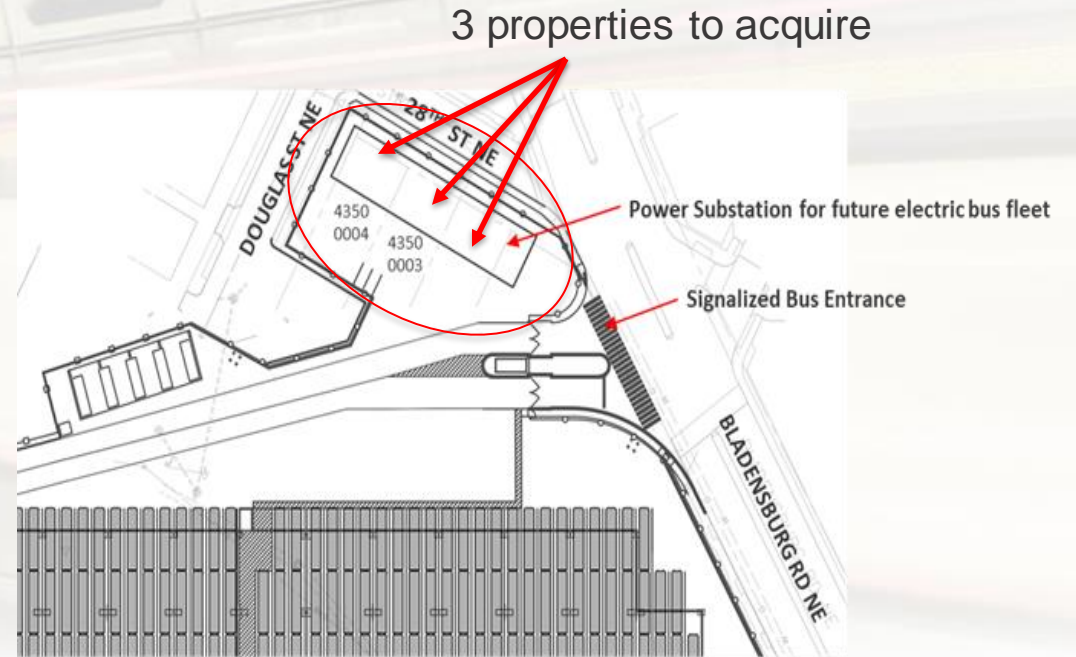 3 properties to acquire
28TH ST NE
DOUGLAS ST NE
4350
0004
4350
0003
Power Substation for future electric bus fleet
Signalized Bus Entrance
BLADENSBURG RD NE